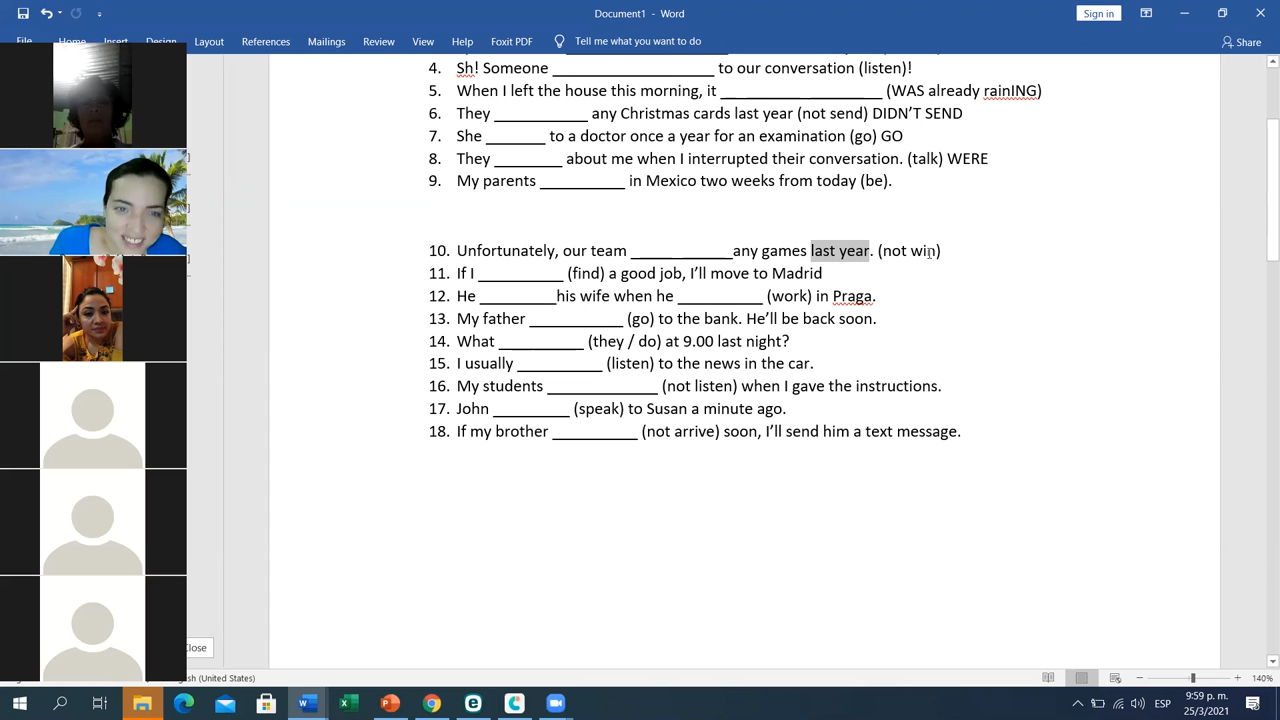 Document1 - Word
Sign in
File Home Insert Design Layout References Mailings Review View Help Foxit PDF Tell me what you want to do Share
4. Sh! Someone __________________ to our conversation (listen)!
5. When I left the house this morning, it __________________ (WAS already rainING)
6. They __________ any Christmas cards last year (not send) DIDN'T SEND
7. She _______ to a doctor once a year for an examination (go) GO
8. They ________ about me when I interrupted their conversation. (talk) WERE
9. My parents __________ in Mexico two weeks from today (be).
10. Unfortunately, our team ____________any games last year. (not win)
11. If I __________ (find) a good job, I'll move to Madrid
12. He _________his wife when he __________ (work) in Praga.
13. My father ___________ (go) to the bank. He'll be back soon.
14. What __________ (they / do) at 9.00 last night?
15. I usually __________ (listen) to the news in the car.
16. My students _____________ (not listen) when I gave the instructions.
17. John _________ (speak) to Susan a minute ago.
18. If my brother __________ (not arrive) soon, I'll send him a text message.
Close
(United States)
140%
ESP
9:59 p. m.
25/3/2021